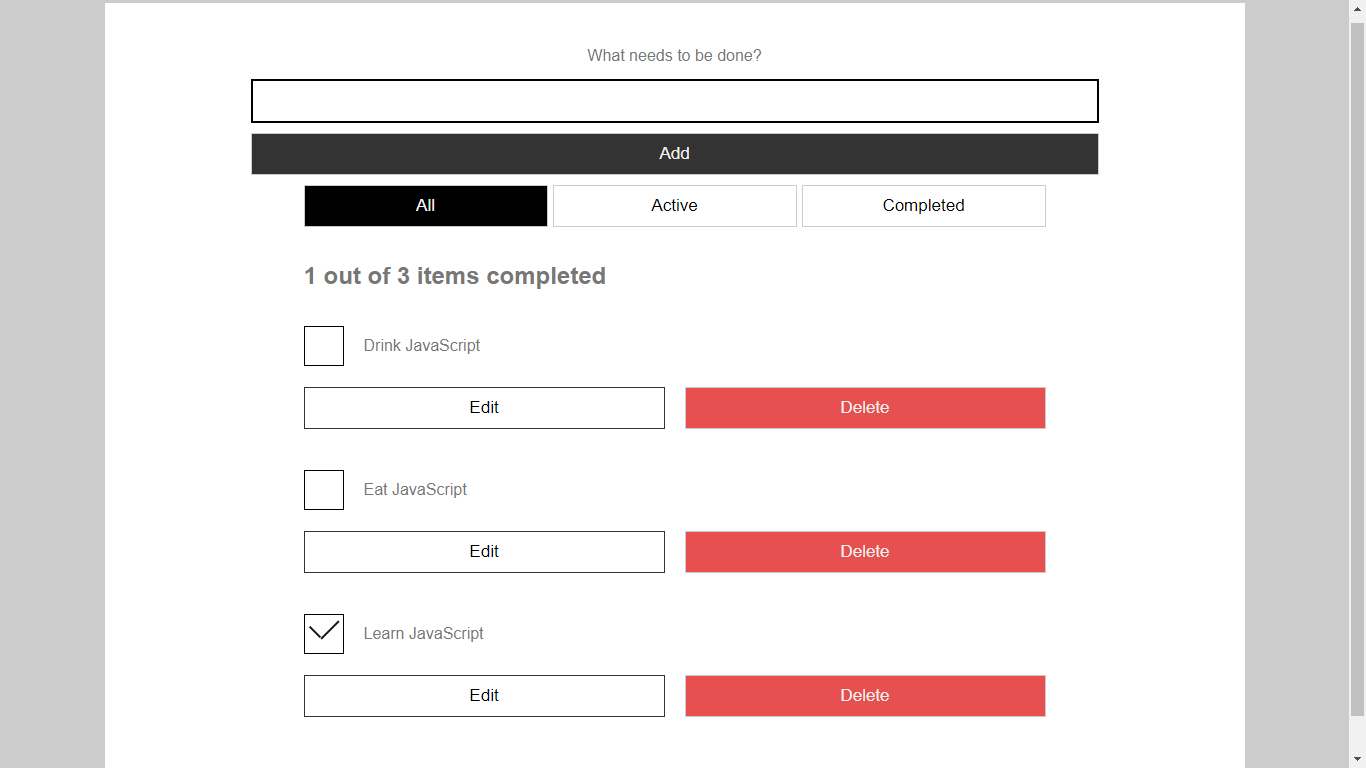 What needs to be done?
Add
All Active Completed
1 out of 3 items completed
Drink JavaScript
Edit Delete
Eat JavaScript
Edit Delete
Learn JavaScript
Edit Delete